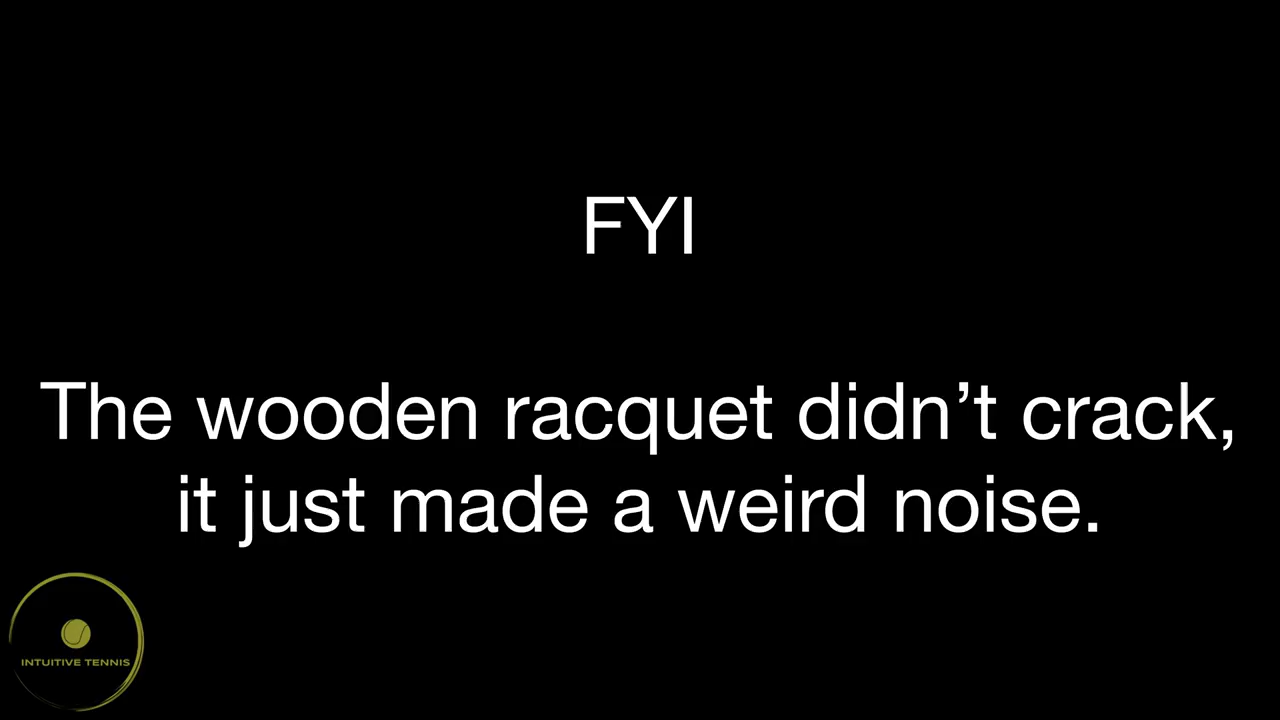 FYI
The wooden racquet didn’t crack,
it just made a weird noise.
INTUITIVE TENNIS